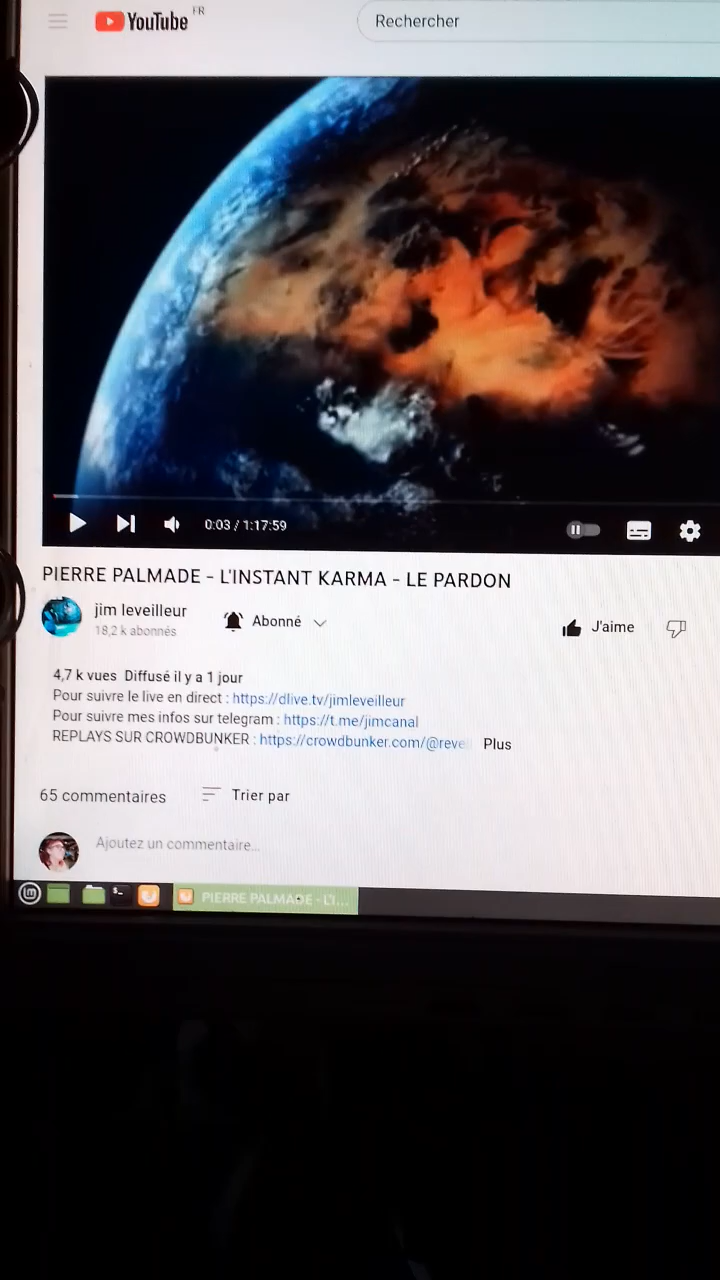 YouTube FR
Rechercher
0:03 / 1:17:59
PIERRE PALMADE - L'INSTANT KARMA - LE PARDON
jim leveilleur
18,2 k abonnés
Abonné
J'aime
4,7 k vues Diffusé il y a 1 jour
Pour suivre le live en direct : https://dlive.tv/jimleveilleur
Pour suivre mes infos sur telegram : https://t.me/jimcanal
REPLAYS SUR CROWDBUNKER : https://crowdbunker.com/@reve Plus
65 commentaires
Trier par
Ajoutez un commentaire...
PIERRE PALMADE - L'I...